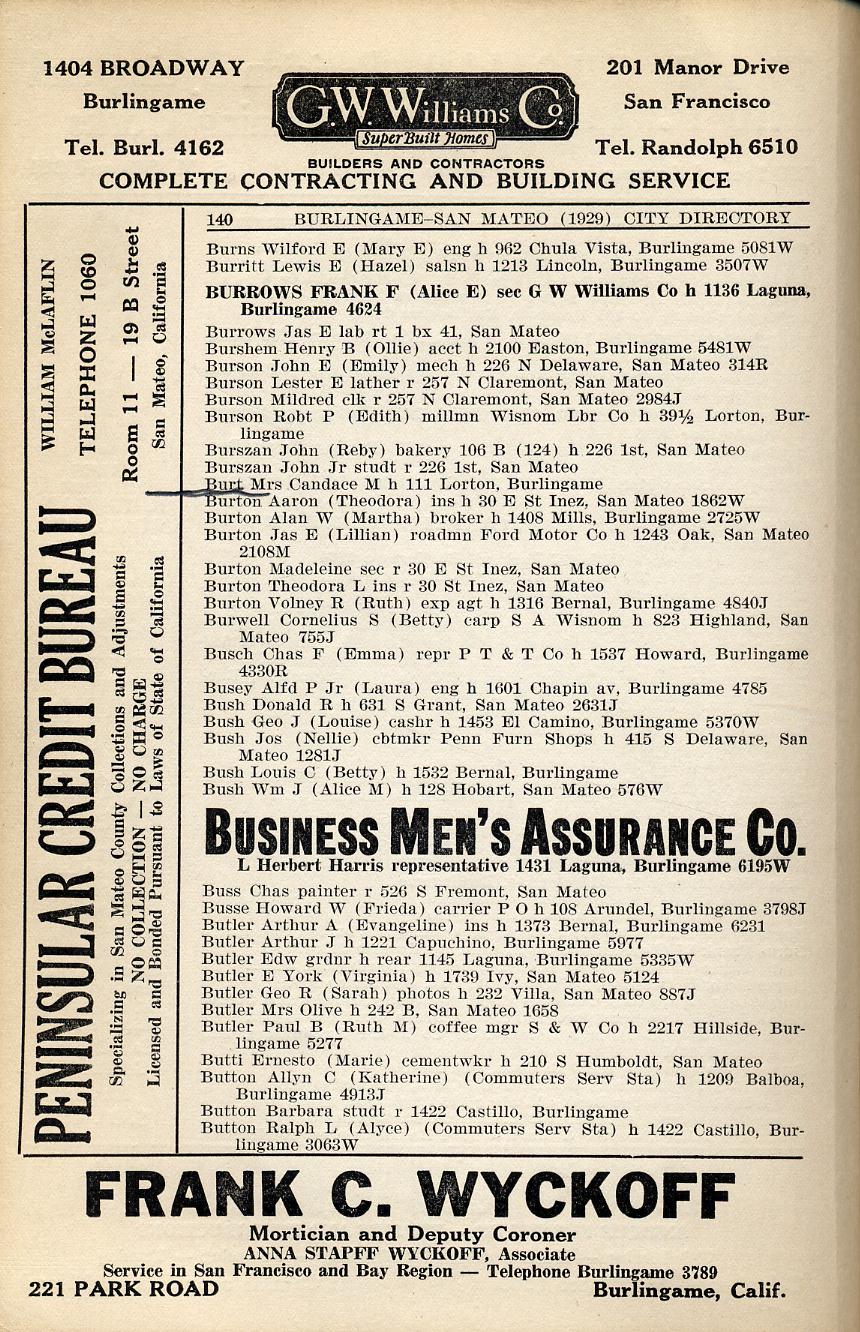 1404 BROADWAY
Burlingame
Tel. Burl. 4162
G.W. Williams Co.
Super Built Homes
BUILDERS AND CONTRACTORS
201 Manor Drive
San Francisco
Tel. Randolph 6510
COMPLETE CONTRACTING AND BUILDING SERVICE
PENINSULAR CREDIT BUREAU
WILLIAM McLAFLIN
TELEPHONE 1060
Room 11 — 19 B Street
San Mateo, California
Specializing in San Mateo County Collections and Adjustments
NO COLLECTION — NO CHARGE
Licensed and Bonded Pursuant to Laws of State of California
140 BURLINGAME-SAN MATEO (1929) CITY DIRECTORY
Burns Wilford E (Mary E) eng h 962 Chula Vista, Burlingame 5081W
Burritt Lewis E (Hazel) salsn h 1213 Lincoln, Burlingame 3507W
BURROWS FRANK F (Alice E) sec G W Williams Co h 1136 Laguna,
Burlingame 4624
Burrows Jas E lab rt 1 bx 41, San Mateo
Burshem Henry B (Ollie) acct h 2100 Easton, Burlingame 5481W
Burson John E (Emily) mech h 226 N Delaware, San Mateo 314R
Burson Lester E lather r 257 N Claremont, San Mateo
Burson Mildred clk r 257 N Claremont, San Mateo 2984J
Burson Robt P (Edith) millmn Wisnom Lbr Co h 39½ Lorton, Bur-
lingame
Burszan John (Reby) bakery 106 B (124) h 226 1st, San Mateo
Burszan John Jr studt r 226 1st, San Mateo
Burt Mrs Candace M h 111 Lorton, Burlingame
Burton Aaron (Theodora) ins h 30 E St Inez, San Mateo 1862W
Burton Alan W (Martha) broker h 1408 Mills, Burlingame 2725W
Burton Jas E (Lillian) roadmn Ford Motor Co h 1243 Oak, San Mateo
2108M
Burton Madeleine sec r 30 E St Inez, San Mateo
Burton Theodora L ins r 30 St Inez, San Mateo
Burton Volney R (Ruth) exp agt h 1316 Bernal, Burlingame 4840J
Burwell Cornelius S (Betty) carp S A Wisnom h 823 Highland, San
Mateo 755J
Busch Chas F (Emma) repr P T & T Co h 1537 Howard, Burlingame
4330R
Busey Alfd P Jr (Laura) eng h 1601 Chapin av, Burlingame 4785
Bush Donald R h 631 S Grant, San Mateo 2631J
Bush Geo J (Louise) cashr h 1453 El Camino, Burlingame 5370W
Bush Jos (Nellie) cbtmkr Penn Furn Shops h 415 S Delaware, San
Mateo 1281J
Bush Louis C (Betty) h 1532 Bernal, Burlingame
Bush Wm J (Alice M) h 128 Hobart, San Mateo 576W
BUSINESS MEN'S ASSURANCE CO.
L Herbert Harris representative 1431 Laguna, Burlingame 6195W
Buss Chas painter r 526 S Fremont, San Mateo
Busse Howard W (Frieda) carrier P O h 108 Arundel, Burlingame 3798J
Butler Arthur A (Evangeline) ins h 1373 Bernal, Burlingame 6231
Butler Arthur J h 1221 Capuchino, Burlingame 5977
Butler Edw grdnr h rear 1145 Laguna, Burlingame 5335W
Butler E York (Virginia) h 1739 Ivy, San Mateo 5124
Butler Geo R (Sarah) photos h 232 Villa, San Mateo 887J
Butler Mrs Olive h 242 B, San Mateo 1658
Butler Paul B (Ruth M) coffee mgr S & W Co h 2217 Hillside, Bur-
lingame 5277
Butti Ernesto (Marie) cementwkr h 210 S Humboldt, San Mateo
Button Allyn C (Katherine) (Commuters Serv Sta) h 1209 Balboa,
Burlingame 4913J
Button Barbara studt r 1422 Castillo, Burlingame
Button Ralph L (Alyce) (Commuters Serv Sta) h 1422 Castillo, Bur-
lingame 3063W
FRANK C. WYCKOFF
Mortician and Deputy Coroner
ANNA STAPFF WYCKOFF, Associate
Service in San Francisco and Bay Region — Telephone Burlingame 3789
221 PARK ROAD Burlingame, Calif.